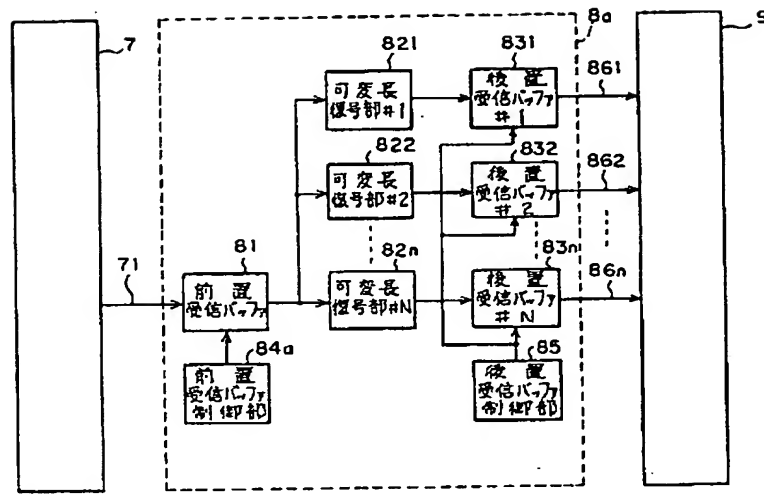 7
8a
9
821
可変長
復号部#1
831
後置
受信バッファ
#1
861
822
可変長
復号部#2
832
後置
受信バッファ
#2
862
71
81
前置
受信バッファ
82n
可変長
復号部#N
83n
後置
受信バッファ
#N
86n
84a
前置
受信バッファ
制御部
85
後置
受信バッファ
制御部